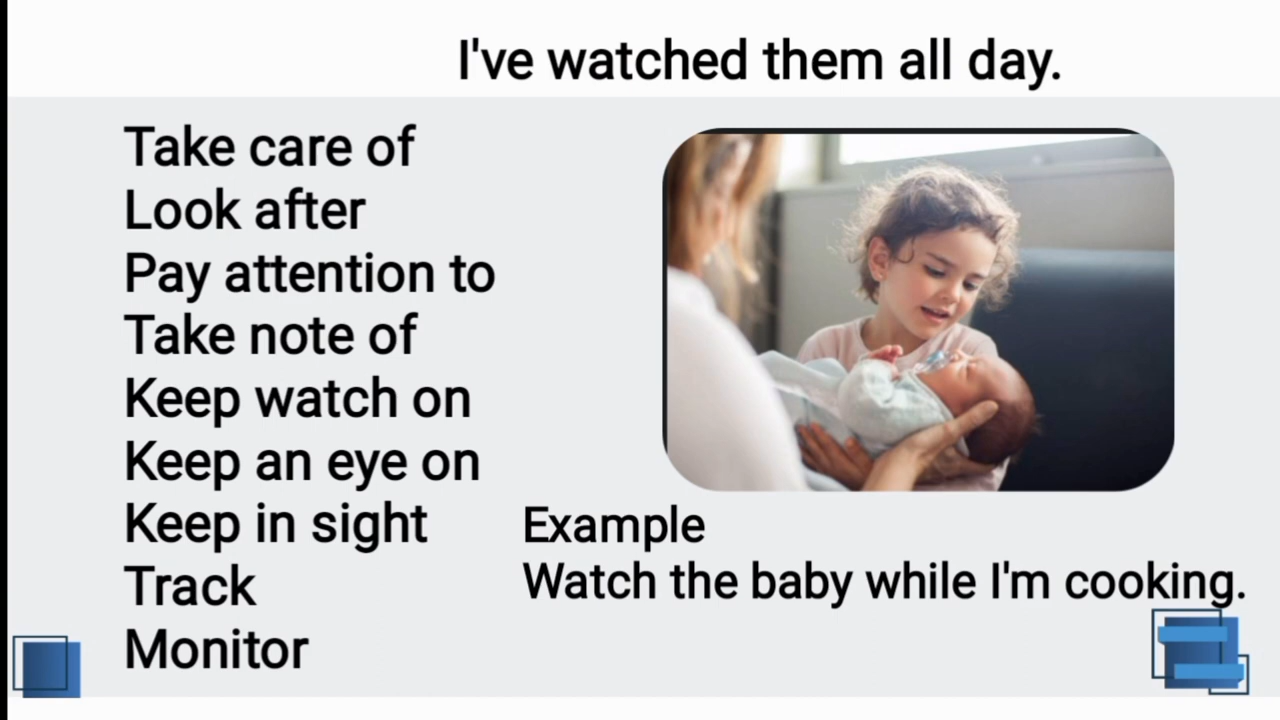 I've watched them all day.
Take care of
Look after
Pay attention to
Take note of
Keep watch on
Keep an eye on
Keep in sight
Track
Monitor
Example
Watch the baby while I'm cooking.